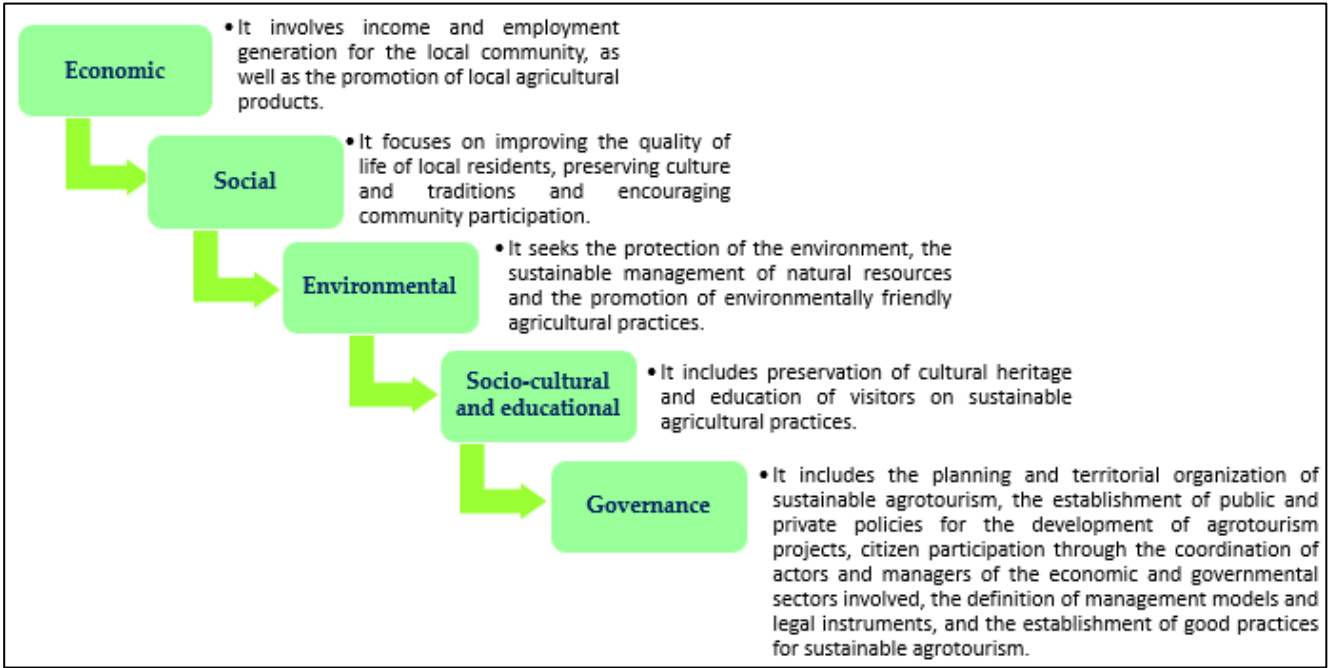 Economic
• It involves income and employment
generation for the local community, as
well as the promotion of local agricultural
products.
Social
• It focuses on improving the quality of
life of local residents, preserving culture
and traditions and encouraging
community participation.
Environmental
• It seeks the protection of the environment, the
sustainable management of natural resources
and the promotion of environmentally friendly
agricultural practices.
Socio-cultural
and educational
• It includes preservation of cultural heritage
and education of visitors on sustainable
agricultural practices.
Governance
• It includes the planning and territorial organization of
sustainable agrotourism, the establishment of public and
private policies for the development of agrotourism
projects, citizen participation through the coordination of
actors and managers of the economic and governmental
sectors involved, the definition of management models and
legal instruments, and the establishment of good practices
for sustainable agrotourism.